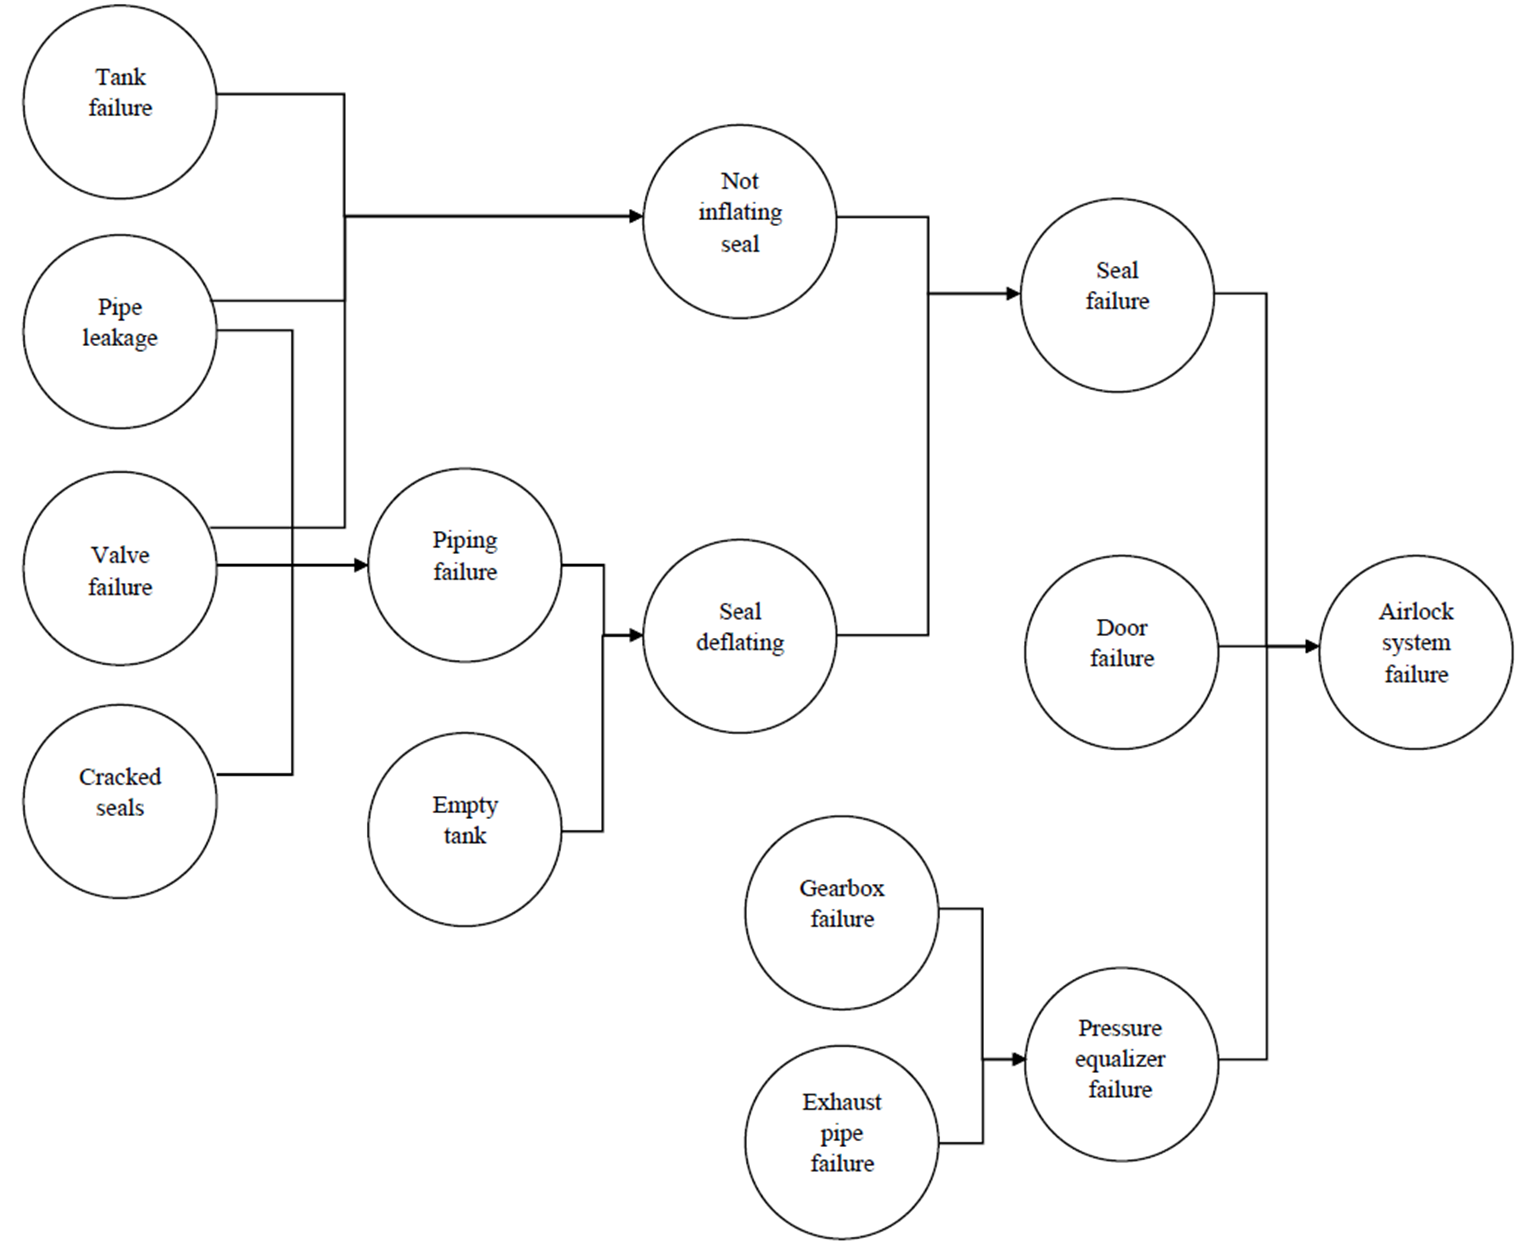 Tank
failure
Pipe
leakage
Valve
failure
Cracked
seals
Piping
failure
Empty
tank
Not
inflating
seal
Seal
deflating
Gearbox
failure
Exhaust
pipe
failure
Seal
failure
Door
failure
Pressure
equalizer
failure
Airlock
system
failure